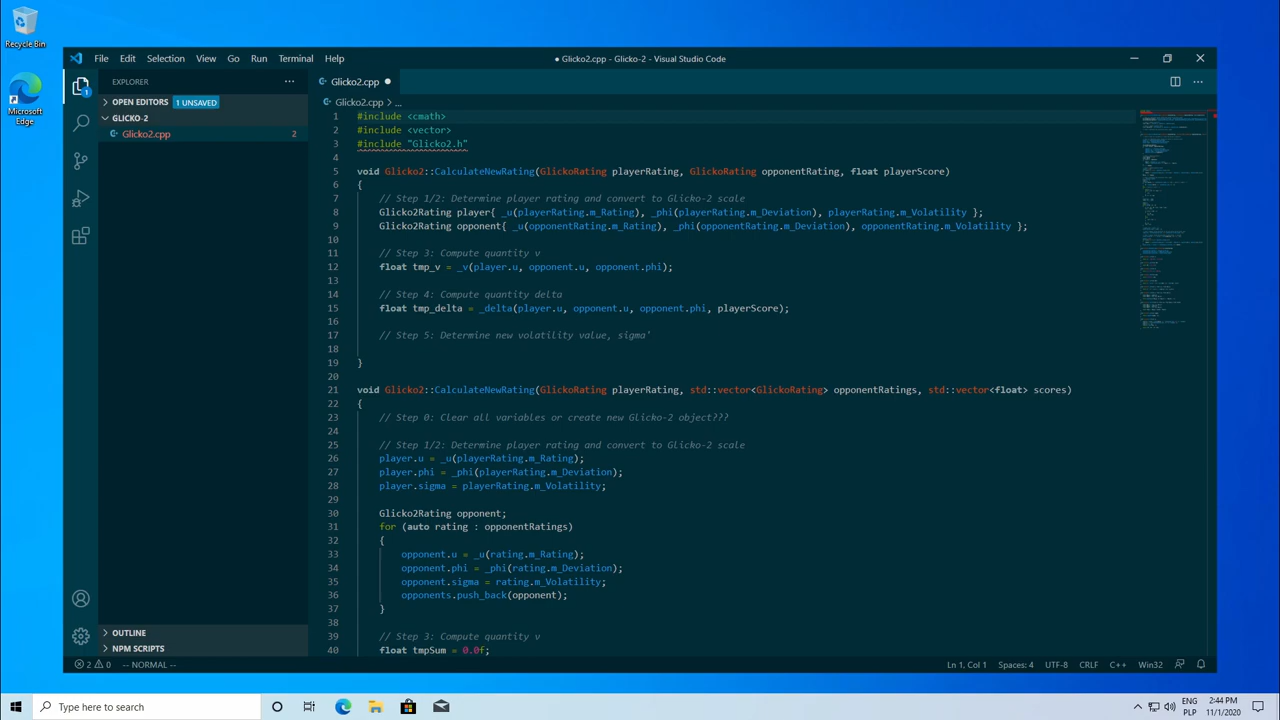 Recycle Bin
Microsoft
Edge
File Edit Selection View Go Run Terminal Help
● Glicko2.cpp - Glicko-2 - Visual Studio Code
EXPLORER
OPEN EDITORS 1 UNSAVED
GLICKO-2
Glicko2.cpp 2
OUTLINE
NPM SCRIPTS
1
Glicko2.cpp ●
Glicko2.cpp > ...
1 #include <cmath>
2 #include <vector>
3 #include "Glicko2.h"
4
5 void Glicko2::CalculateNewRating(GlickoRating playerRating, GlickoRating opponentRating, float playerScore)
6 {
7 // Step 1/2: Determine player rating and convert to Glicko-2 scale
8 Glicko2Rating player{ _u(playerRating.m_Rating), _phi(playerRating.m_Deviation), playerRating.m_Volatility };
9 Glicko2Rating opponent{ _u(opponentRating.m_Rating), _phi(opponentRating.m_Deviation), opponentRating.m_Volatility };
10
11 // Step 3: Compute quantity v
12 float tmp_v = _v(player.u, opponent.u, opponent.phi);
13
14 // Step 4: Compute quantity delta
15 float tmp_delta = _delta(player.u, opponent.u, opponent.phi, playerScore);
16
17 // Step 5: Determine new volatility value, sigma'
18
19 }
20
21 void Glicko2::CalculateNewRating(GlickoRating playerRating, std::vector<GlickoRating> opponentRatings, std::vector<float> scores)
22 {
23 // Step 0: Clear all variables or create new Glicko-2 object???
24
25 // Step 1/2: Determine player rating and convert to Glicko-2 scale
26 player.u = _u(playerRating.m_Rating);
27 player.phi = _phi(playerRating.m_Deviation);
28 player.sigma = playerRating.m_Volatility;
29
30 Glicko2Rating opponent;
31 for (auto rating : opponentRatings)
32 {
33 opponent.u = _u(rating.m_Rating);
34 opponent.phi = _phi(rating.m_Deviation);
35 opponent.sigma = rating.m_Volatility;
36 opponents.push_back(opponent);
37 }
38
39 // Step 3: Compute quantity v
40 float tmpSum = 0.0f;
2 0 -- NORMAL --
Ln 1, Col 1 Spaces: 4 UTF-8 CRLF C++ Win32
Type here to search
ENG
PLP
2:44 PM
11/1/2020